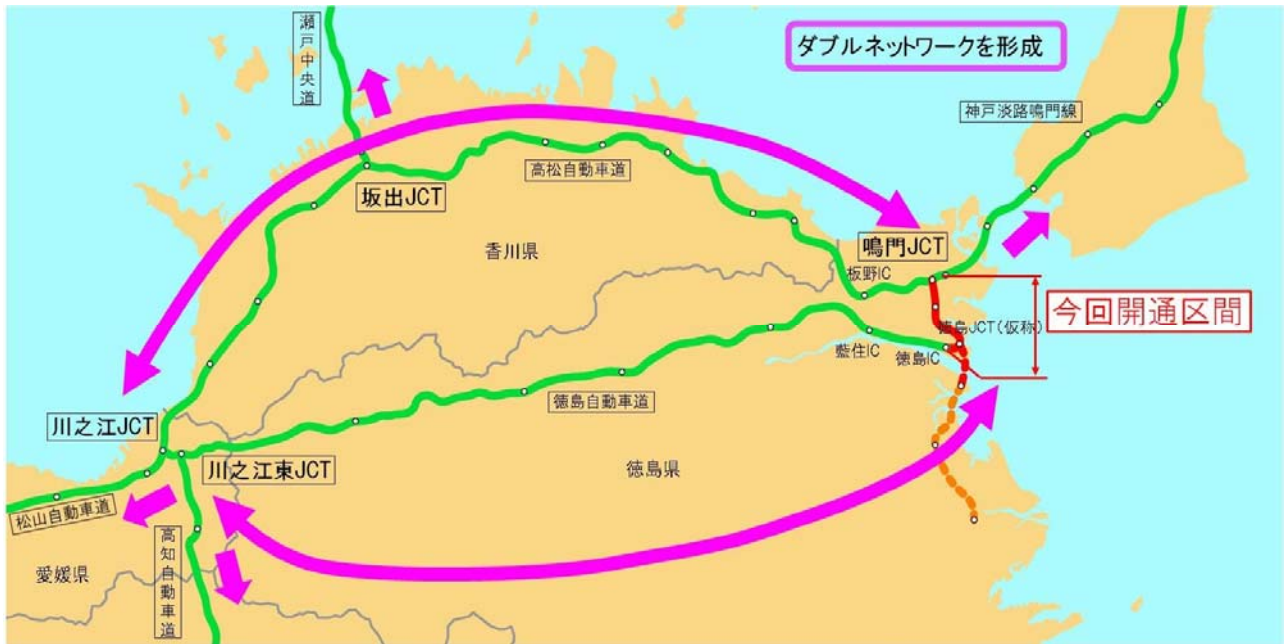 瀬戸中央道
ダブルネットワークを形成
神戸淡路鳴門線
高松自動車道
坂出JCT
鳴門JCT
香川県
板野IC
今回開通区間
徳島JCT(仮称)
藍住IC
徳島IC
徳島自動車道
川之江JCT
川之江東JCT
徳島県
松山自動車道
高知自動車道
愛媛県